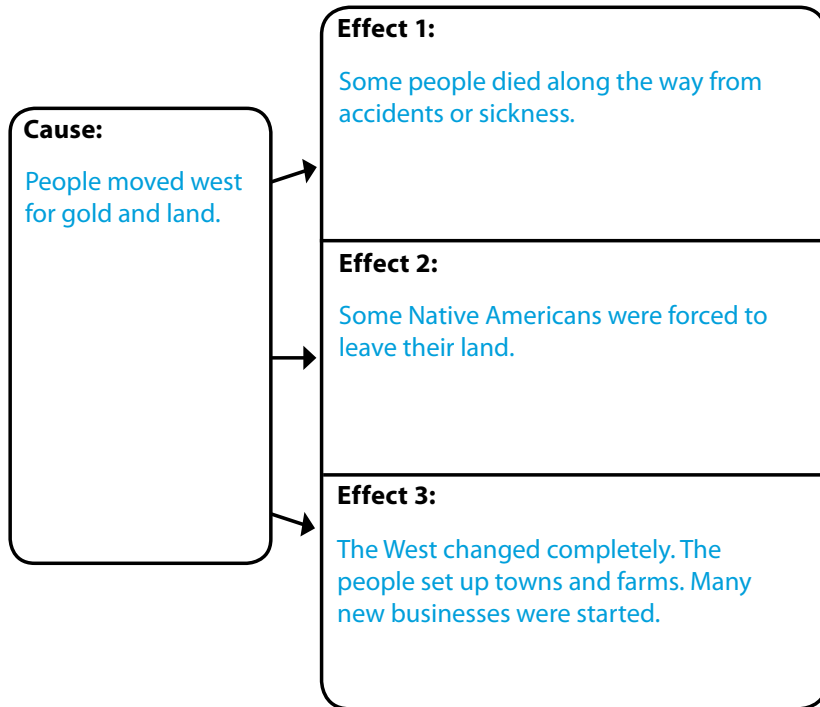 Cause:
People moved west
for gold and land.
Effect 1:
Some people died along the way from
accidents or sickness.
Effect 2:
Some Native Americans were forced to
leave their land.
Effect 3:
The West changed completely. The
people set up towns and farms. Many
new businesses were started.